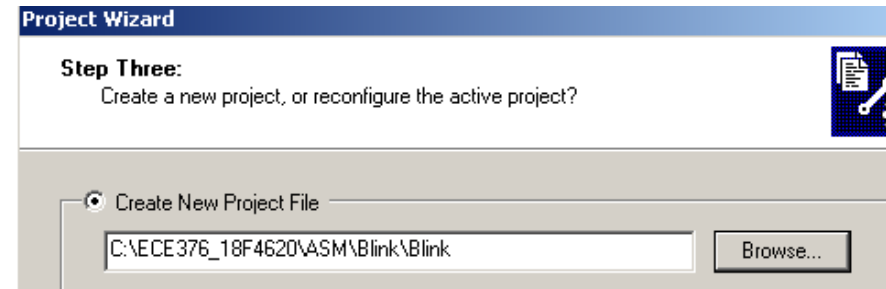 Project Wizard
Step Three:
Create a new project, or reconfigure the active project?
Create New Project File
C:\ECE376_18F4620\ASM\Blink\Blink
Browse...